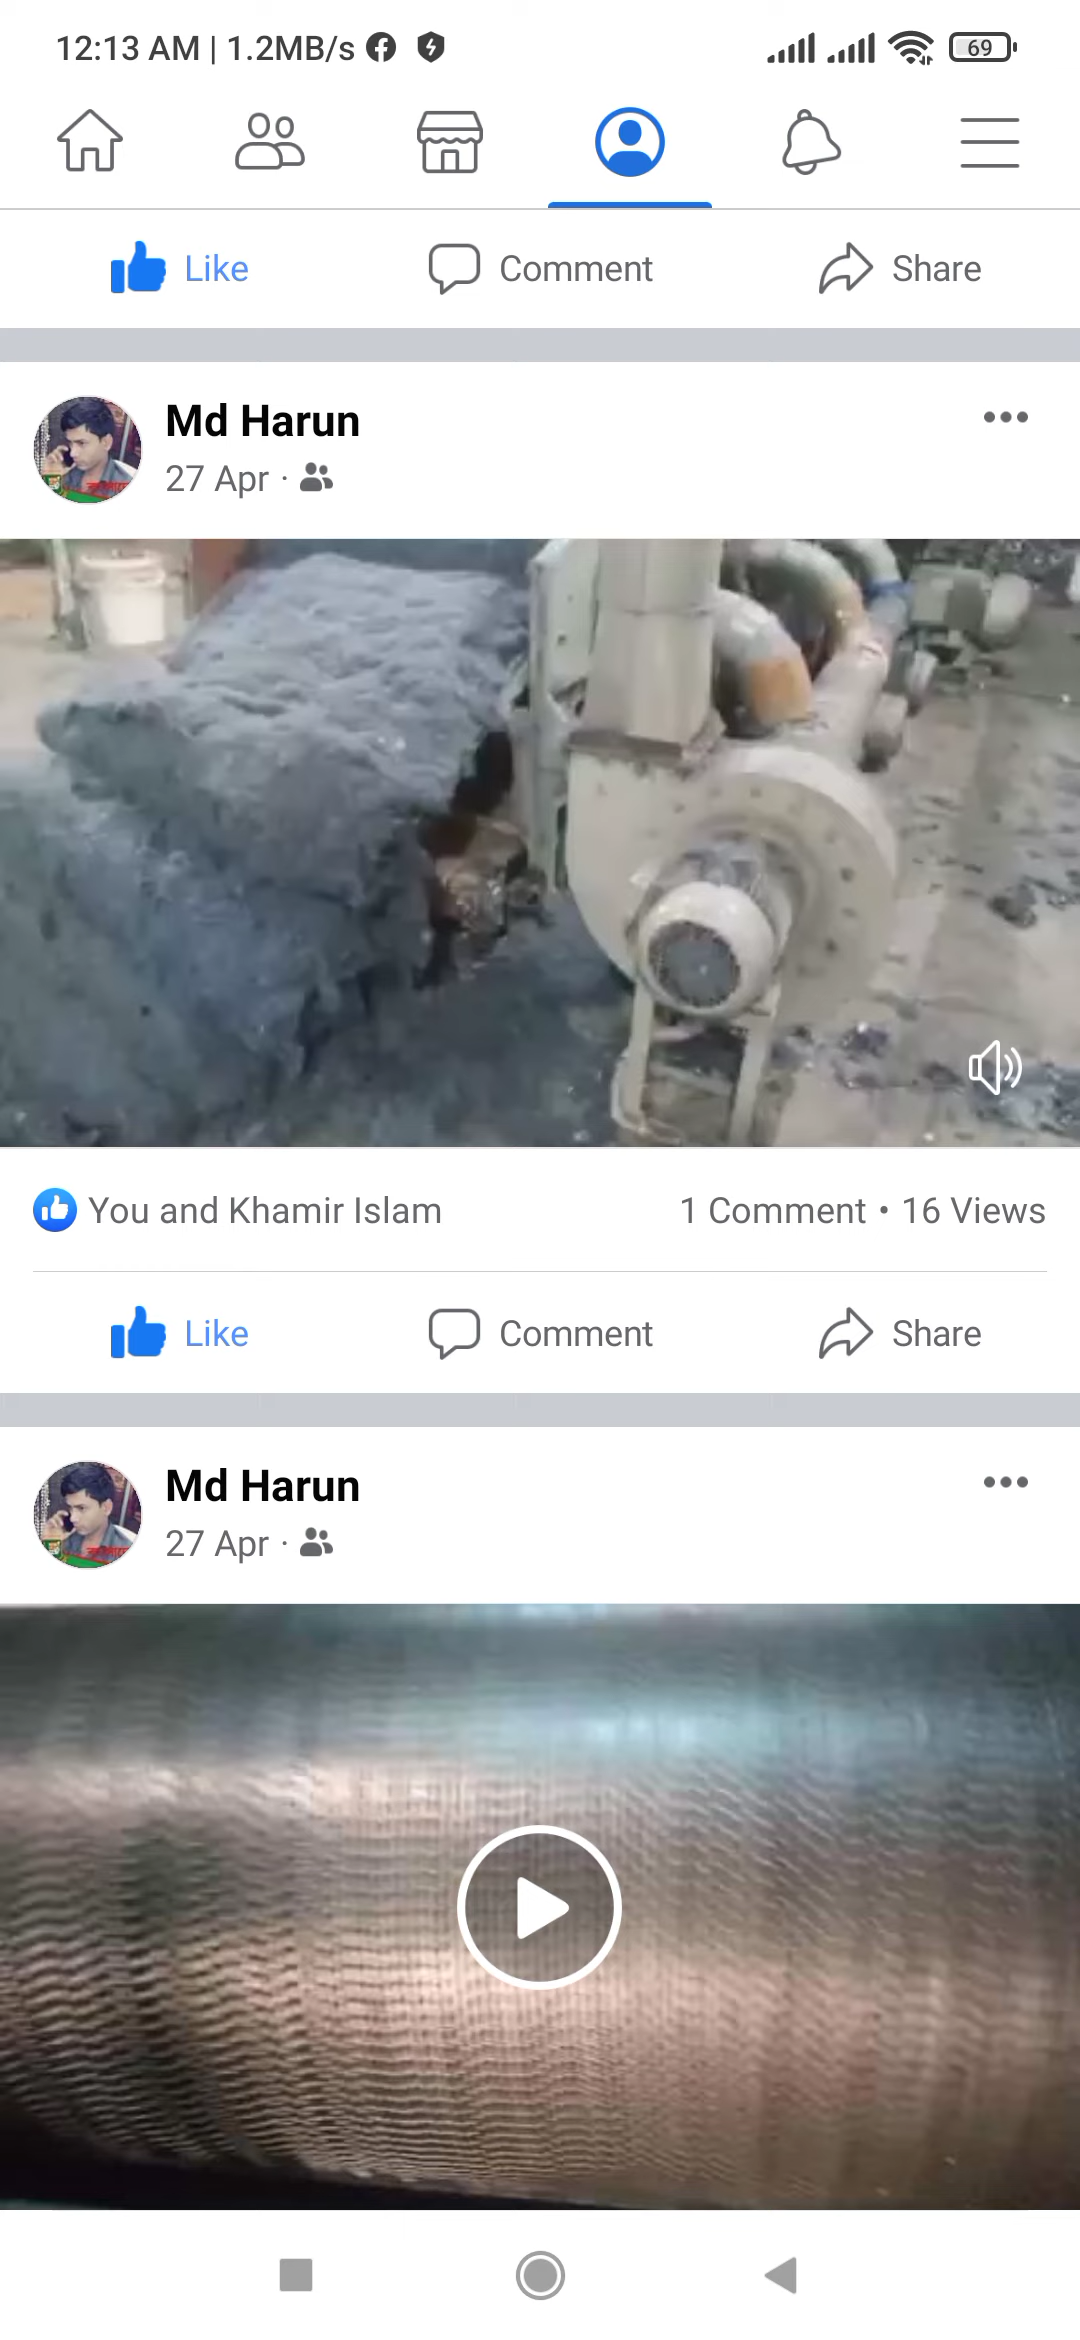 12:13 AM | 1.2MB/s
69
Like Comment Share
Md Harun
27 Apr ·
You and Khamir Islam 1 Comment • 16 Views
Like Comment Share
Md Harun
27 Apr ·